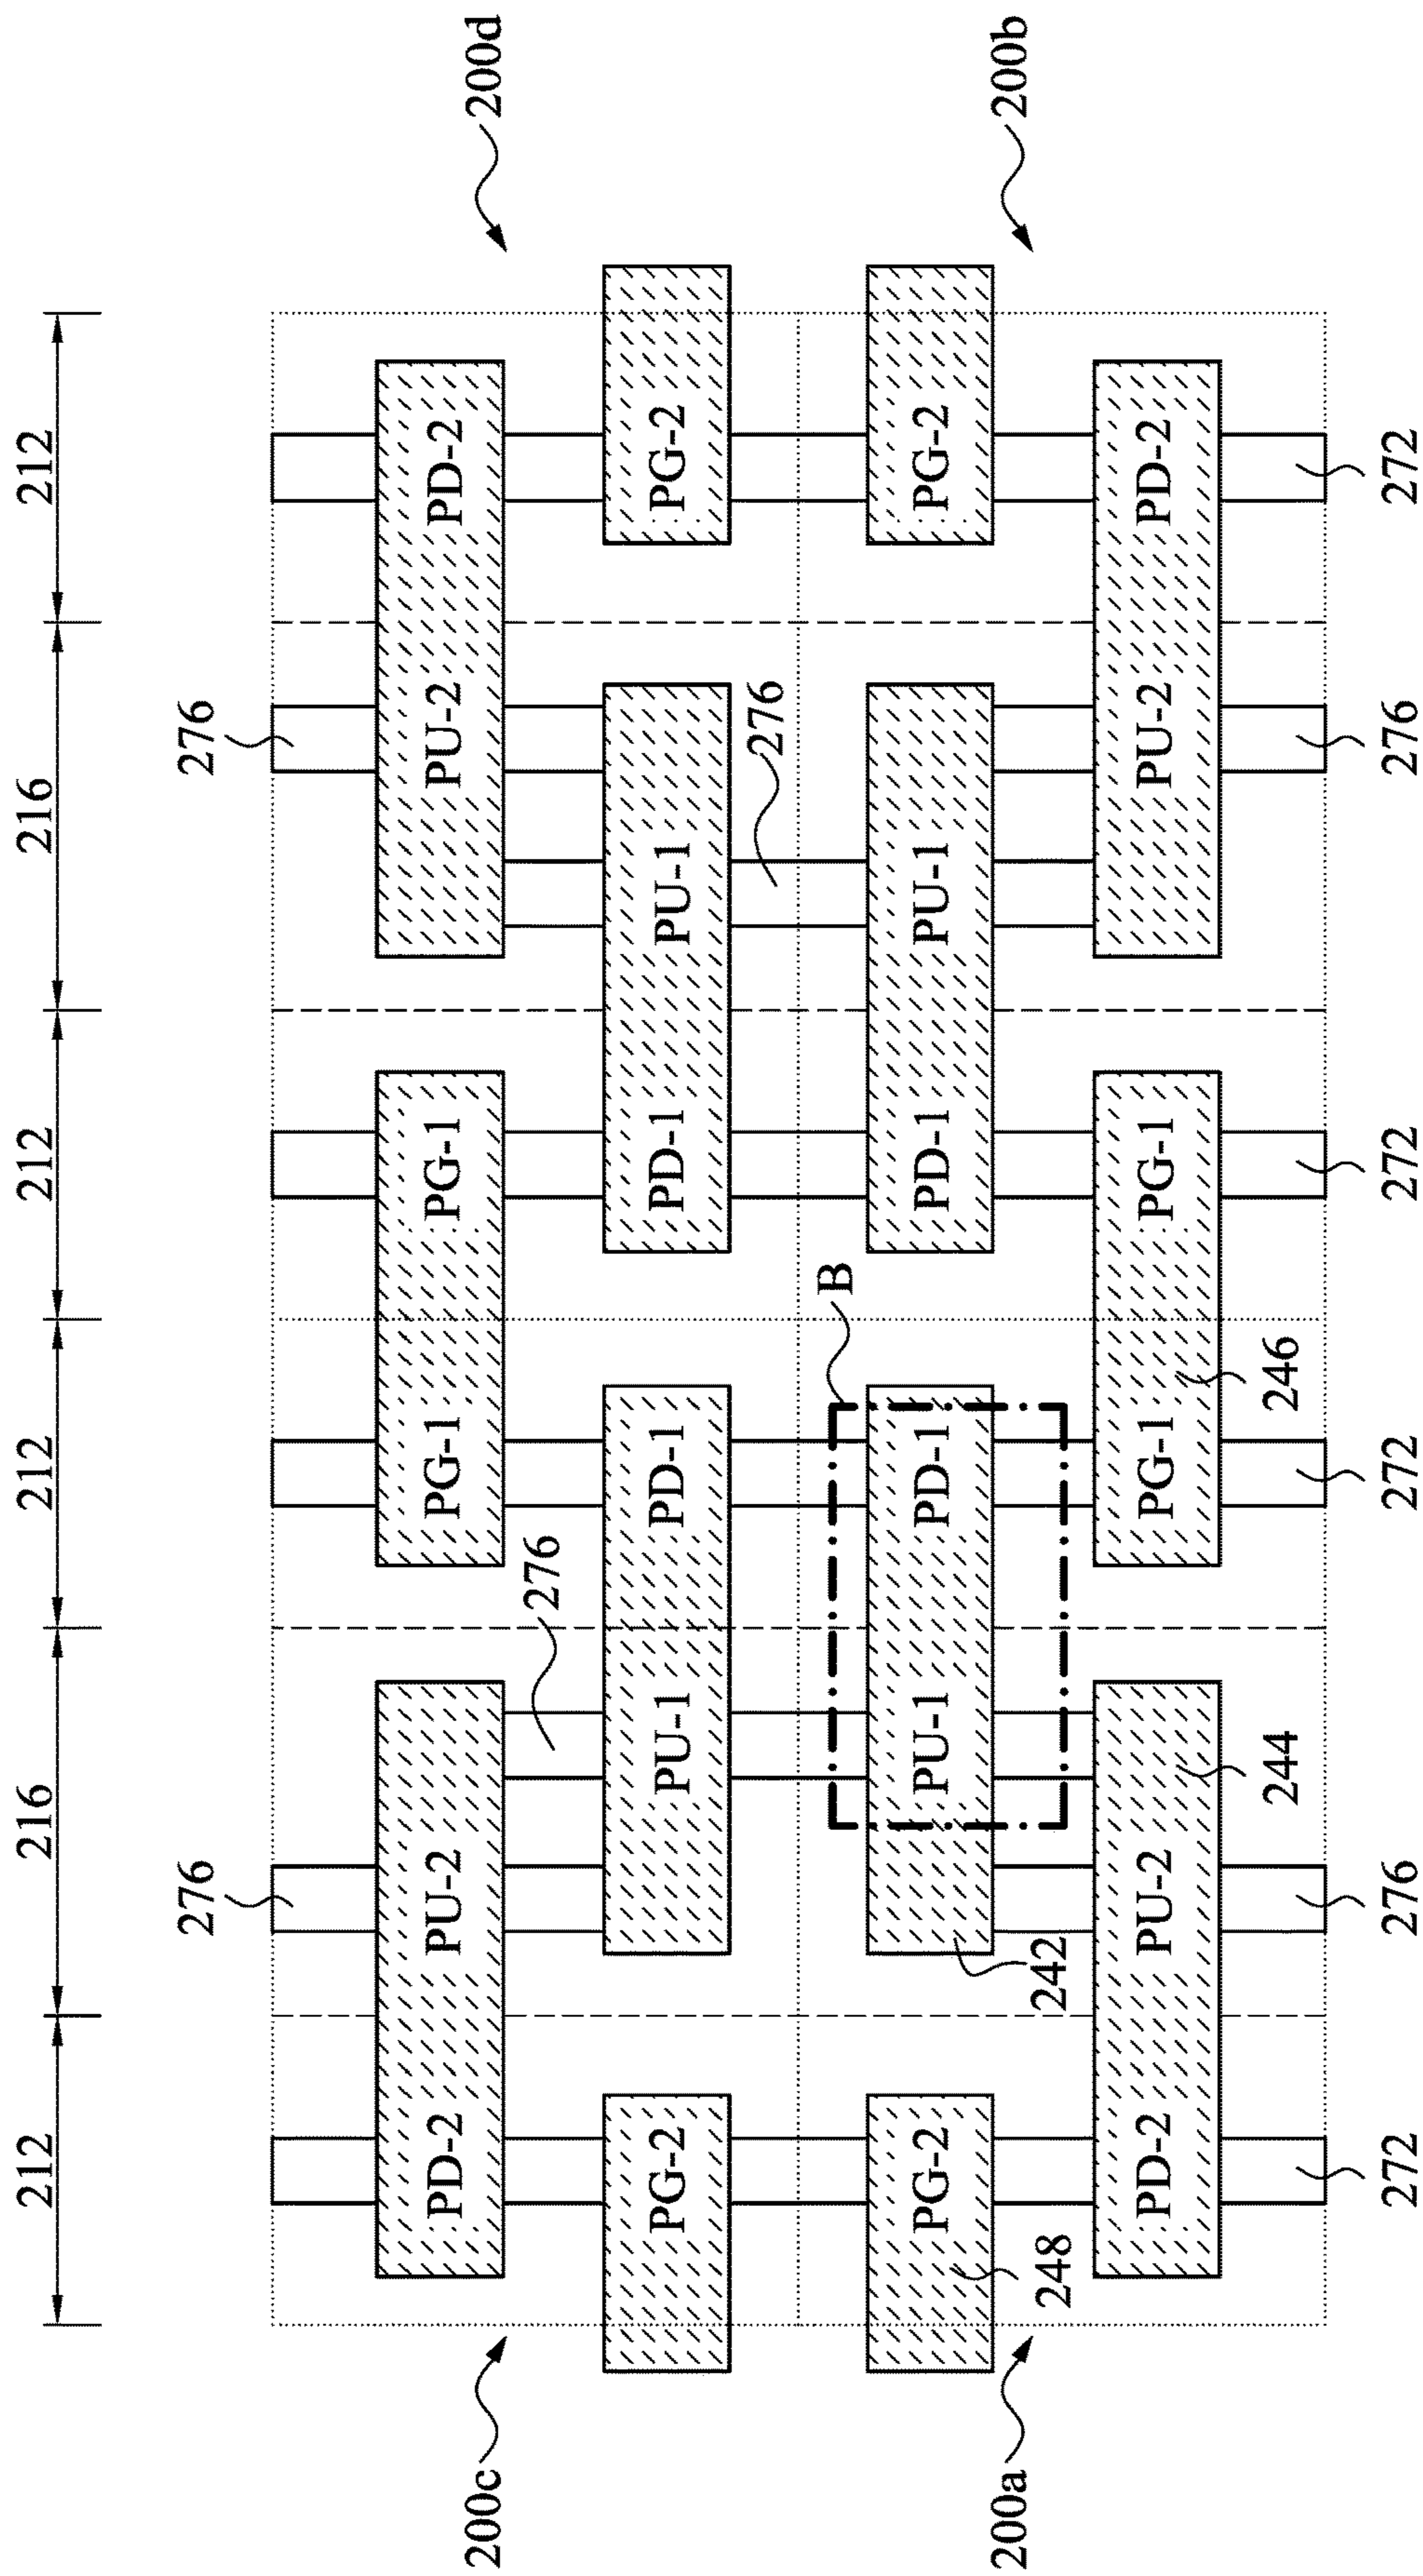 212 216 212 212 216 212
276 276
PD-2 PU-2 PG-1 PG-1 PU-2 PD-2
200c 200d
276
PG-2 PU-1 PD-1 PD-1 PU-1 PG-2
276
B
PG-2 PU-1 PD-1 PD-1 PU-1 PG-2
200a 200b
248 242
PD-2 PU-2 PG-1 PG-1 PU-2 PD-2
244 246
272 276 272 272 276 272